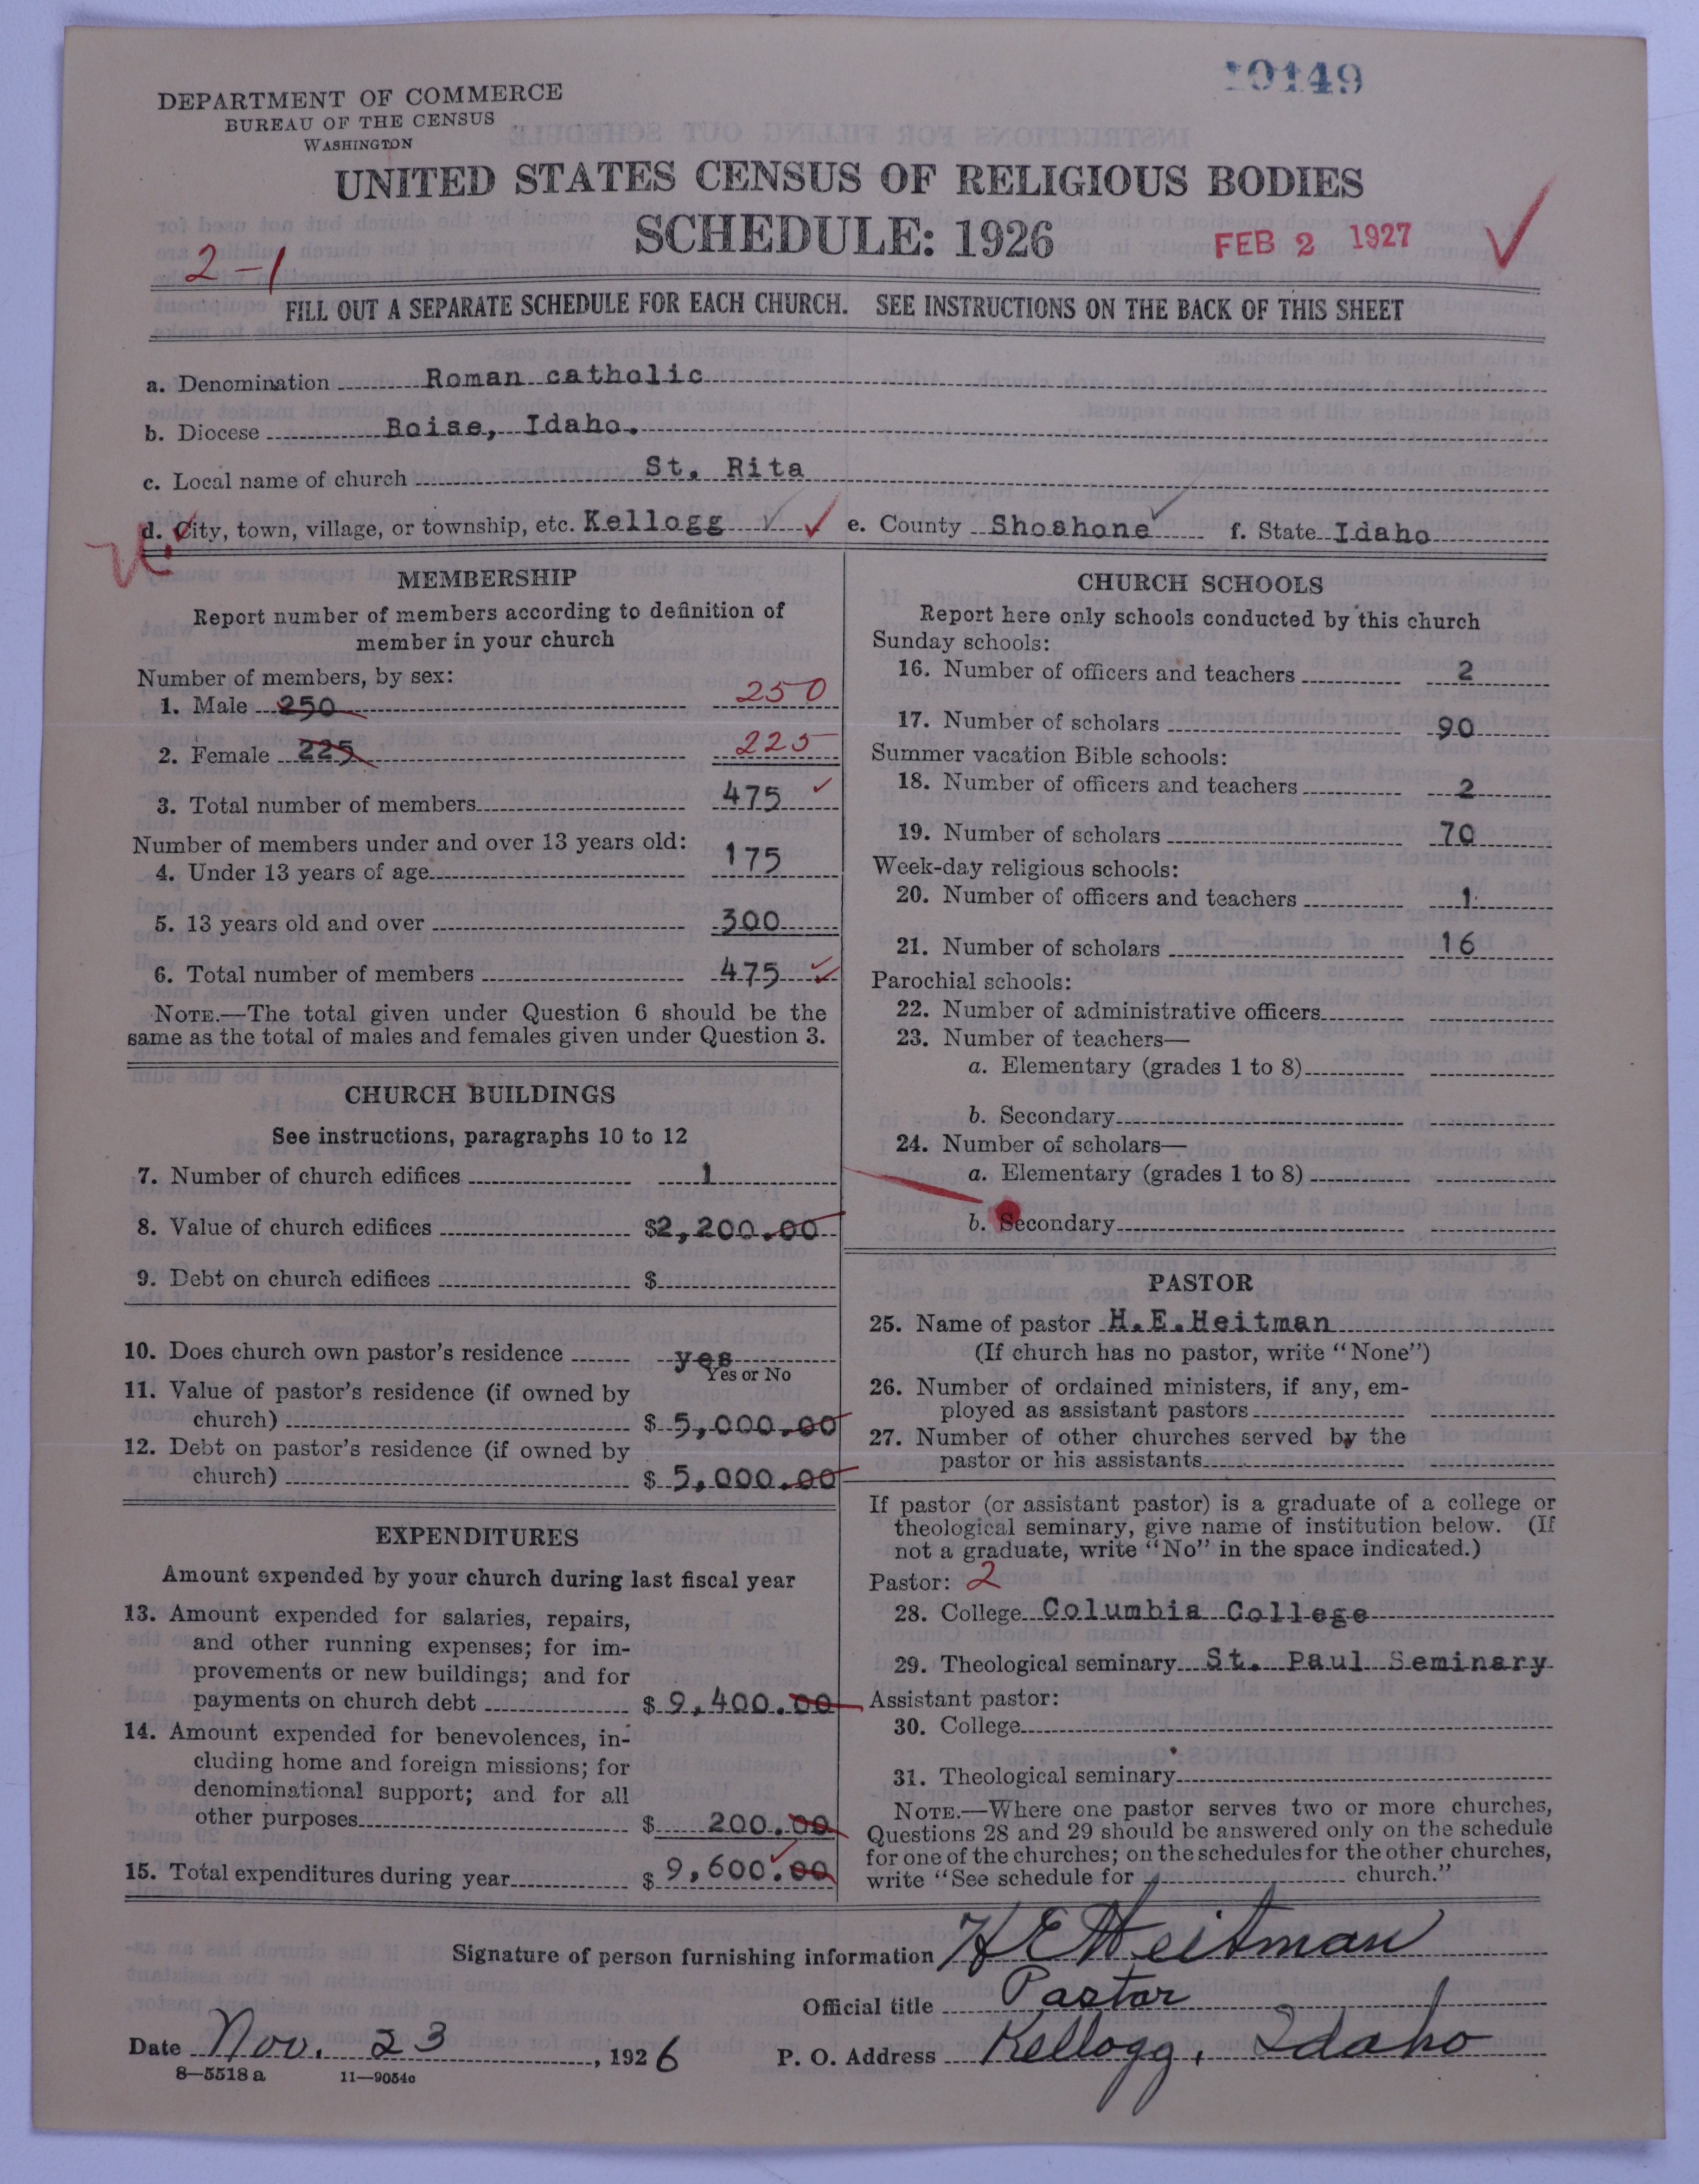 10149
DEPARTMENT OF COMMERCE
BUREAU OF THE CENSUS
WASHINGTON
UNITED STATES CENSUS OF RELIGIOUS BODIES
SCHEDULE: 1926
FEB 2 1927
2-1
FILL OUT A SEPARATE SCHEDULE FOR EACH CHURCH. SEE INSTRUCTIONS ON THE BACK OF THIS SHEET
a. Denomination Roman catholic
b. Diocese Boise, Idaho.
c. Local name of church St. Rita
d. City, town, village, or township, etc. Kellogg e. County Shoshone f. State Idaho
MEMBERSHIP
Report number of members according to definition of
member in your church
Number of members, by sex:
1. Male 250 250
2. Female 225 225
3. Total number of members 475
Number of members under and over 13 years old:
4. Under 13 years of age 175
5. 13 years old and over 300
6. Total number of members 475
NOTE.—The total given under Question 6 should be the
same as the total of males and females given under Question 3.
CHURCH BUILDINGS
See instructions, paragraphs 10 to 12
7. Number of church edifices 1
8. Value of church edifices $2,200.00
9. Debt on church edifices $
10. Does church own pastor's residence yes
Yes or No
11. Value of pastor's residence (if owned by
church) $ 5,000.00
12. Debt on pastor's residence (if owned by
church) $ 5,000.00
EXPENDITURES
Amount expended by your church during last fiscal year
13. Amount expended for salaries, repairs,
and other running expenses; for im-
provements or new buildings; and for
payments on church debt $ 9,400.00
14. Amount expended for benevolences, in-
cluding home and foreign missions; for
denominational support; and for all
other purposes $ 200.00
15. Total expenditures during year $ 9,600.00
CHURCH SCHOOLS
Report here only schools conducted by this church
Sunday schools:
16. Number of officers and teachers 2
17. Number of scholars 90
Summer vacation Bible schools:
18. Number of officers and teachers 2
19. Number of scholars 70
Week-day religious schools:
20. Number of officers and teachers 1
21. Number of scholars 16
Parochial schools:
22. Number of administrative officers
23. Number of teachers—
a. Elementary (grades 1 to 8)
b. Secondary
24. Number of scholars—
a. Elementary (grades 1 to 8)
b. Secondary
PASTOR
25. Name of pastor H.E.Heitman
(If church has no pastor, write "None")
26. Number of ordained ministers, if any, em-
ployed as assistant pastors
27. Number of other churches served by the
pastor or his assistants
If pastor (or assistant pastor) is a graduate of a college or
theological seminary, give name of institution below. (If
not a graduate, write "No" in the space indicated.)
Pastor: 2
28. College Columbia College
29. Theological seminary St. Paul Seminary
Assistant pastor:
30. College
31. Theological seminary
NOTE.—Where one pastor serves two or more churches,
Questions 28 and 29 should be answered only on the schedule
for one of the churches; on the schedules for the other churches,
write "See schedule for church."
Signature of person furnishing information H E Heitman
Official title Pastor
Date Nov. 23, 1926 P. O. Address Kellogg, Idaho
8—5518 a 11—9054c